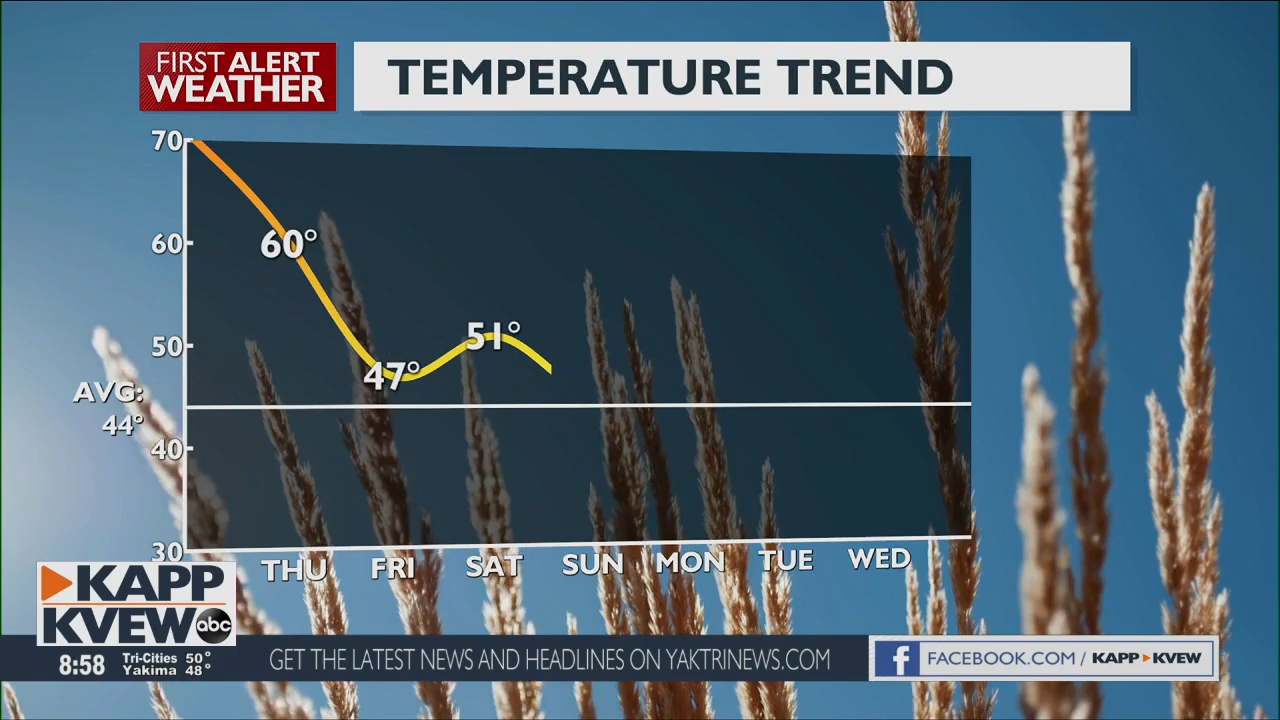 FIRST ALERT
WEATHER
TEMPERATURE TREND
70
60
50
AVG:
44°
40
30
60°
47°
51°
THU FRI SAT SUN MON TUE WED
KAPP
KVEW abc
8:58
Tri-Cities 50°
Yakima 48°
GET THE LATEST NEWS AND HEADLINES ON YAKTRINEWS.COM
f FACEBOOK.COM / KAPP KVEW